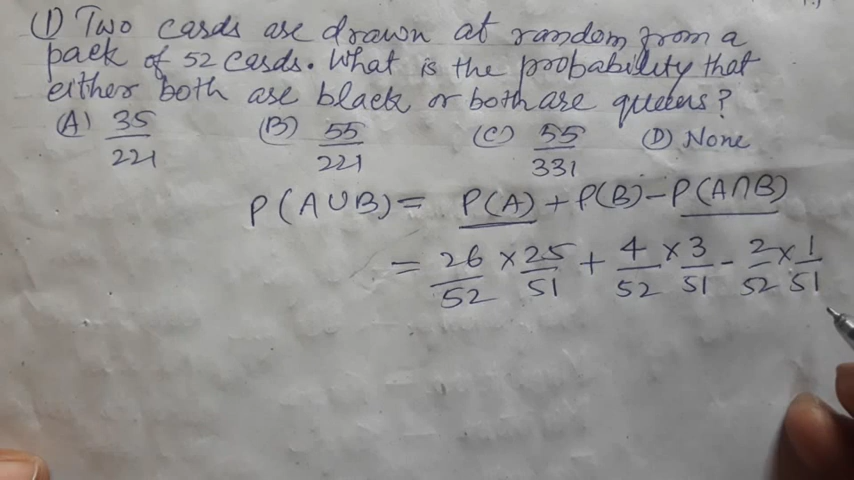 (1) Two cards are drawn at random from a
pack of 52 cards. What is the probability that
either both are black or both are queens?
(A) 35/221 (B) 55/221 (C) 55/331 (D) None
P(A∪B) = P(A) + P(B) - P(A∩B)
= 26/52 × 25/51 + 4/52 × 3/51 - 2/52 × 1/51